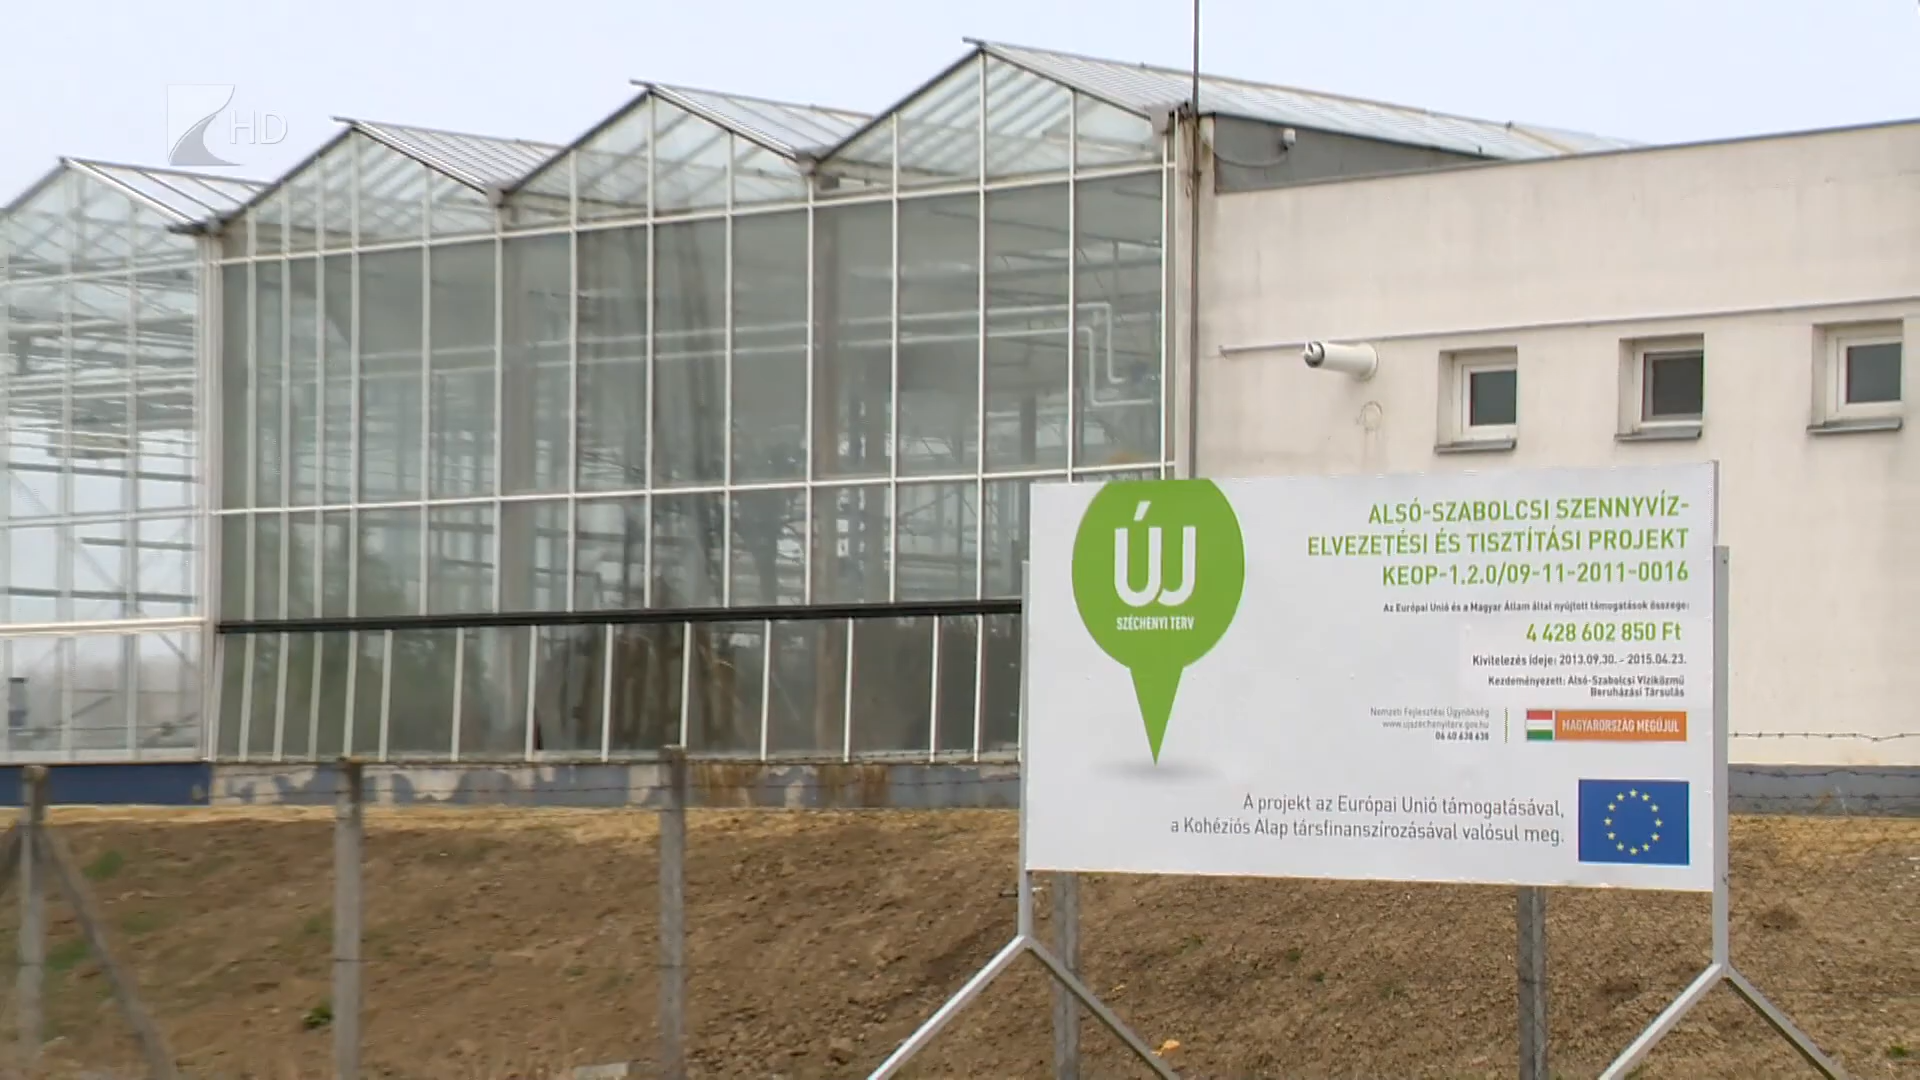 HD
ÚJ
SZÉCHENYI TERV
ALSÓ-SZABOLCSI SZENNYVÍZ-
ELVEZETÉSI ÉS TISZTÍTÁSI PROJEKT
KEOP-1.2.0/09-11-2011-0016
Az Európai Unió és a Magyar Állam által nyújtott támogatások összege:
4 428 602 850 Ft
Kivitelezés ideje: 2013.09.30. - 2015.04.23.
Kezdeményezett: Alsó-Szabolcsi Víziközmű
Beruházási Társulás
Nemzeti Fejlesztési Ügynökség
www.ujszechenyiterv.gov.hu
06 40 638 638
MAGYARORSZÁG MEGÚJUL
A projekt az Európai Unió támogatásával,
a Kohéziós Alap társfinanszírozásával valósul meg.